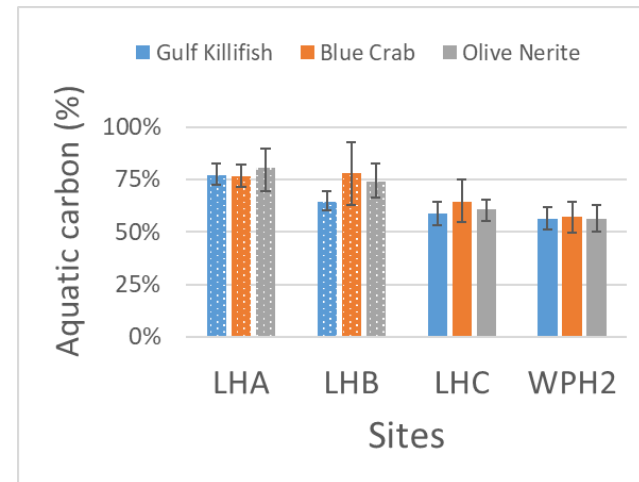 Gulf Killifish Blue Crab Olive Nerite
Aquatic carbon (%)
100%
75%
50%
25%
0%
LHA LHB LHC WPH2
Sites